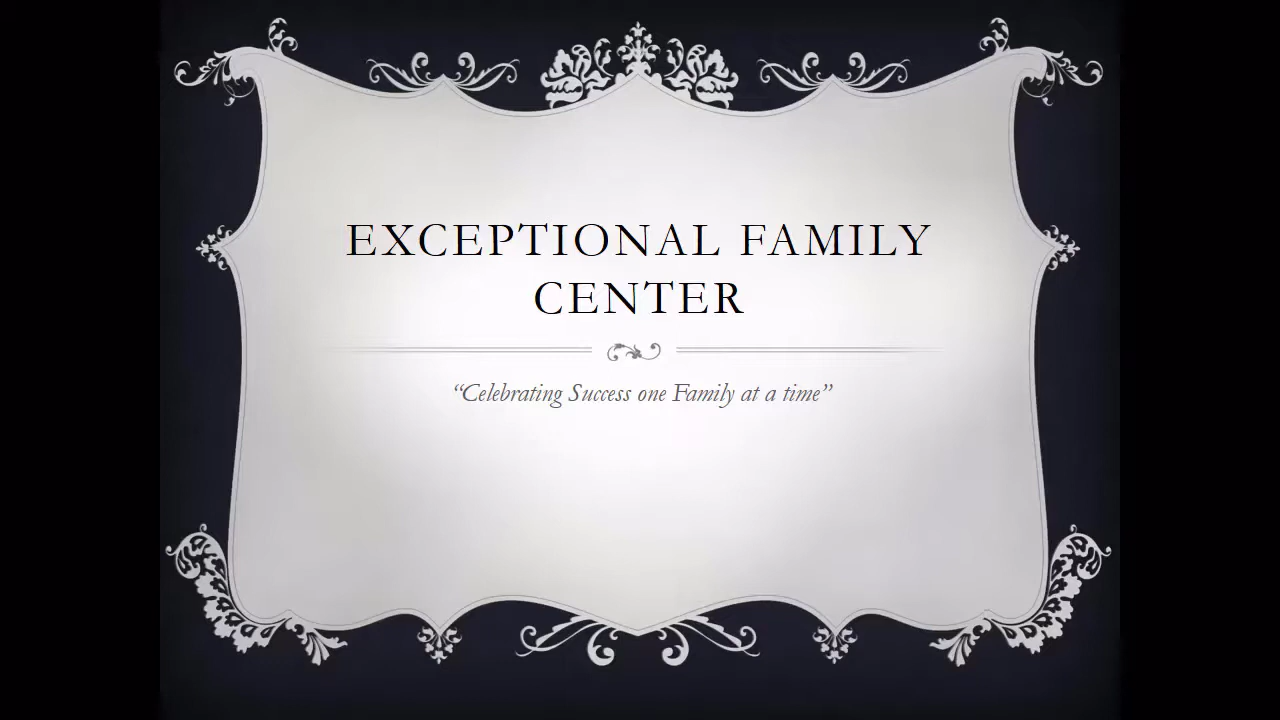 EXCEPTIONAL FAMILY
CENTER
“Celebrating Success one Family at a time”